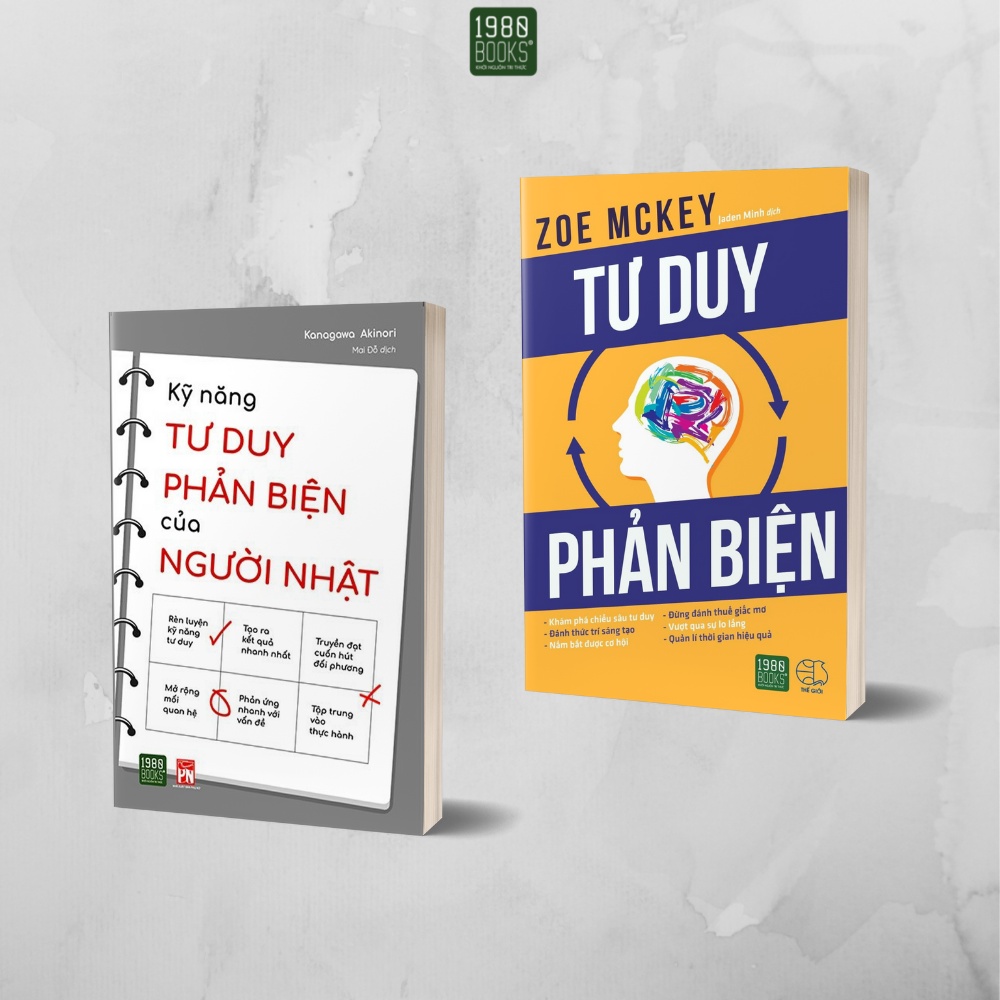 1980
BOOKS®
KHƠI NGUỒN TRI THỨC
Kanagawa Akinori
Mai Đỗ dịch
Kỹ năng
TƯ DUY
PHẢN BIỆN
của
NGƯỜI NHẬT
Rèn luyện
kỹ năng
tư duy
Tạo ra
kết quả
nhanh nhất
Truyền đạt
cuốn hút
đối phương
Mở rộng
mối
quan hệ
Phản ứng
nhanh với
vấn đề
Tập trung
vào
thực hành
1980
BOOKS
PN
ZOE MCKEY
Jaden Minh dịch
TƯ DUY
PHẢN BIỆN
- Khám phá chiều sâu tư duy
- Đánh thức trí sáng tạo
- Nắm bắt được cơ hội
- Đừng đánh thuế giấc mơ
- Vượt qua sự lo lắng
- Quản lí thời gian hiệu quả
1980
BOOKS
THẾ GIỚI